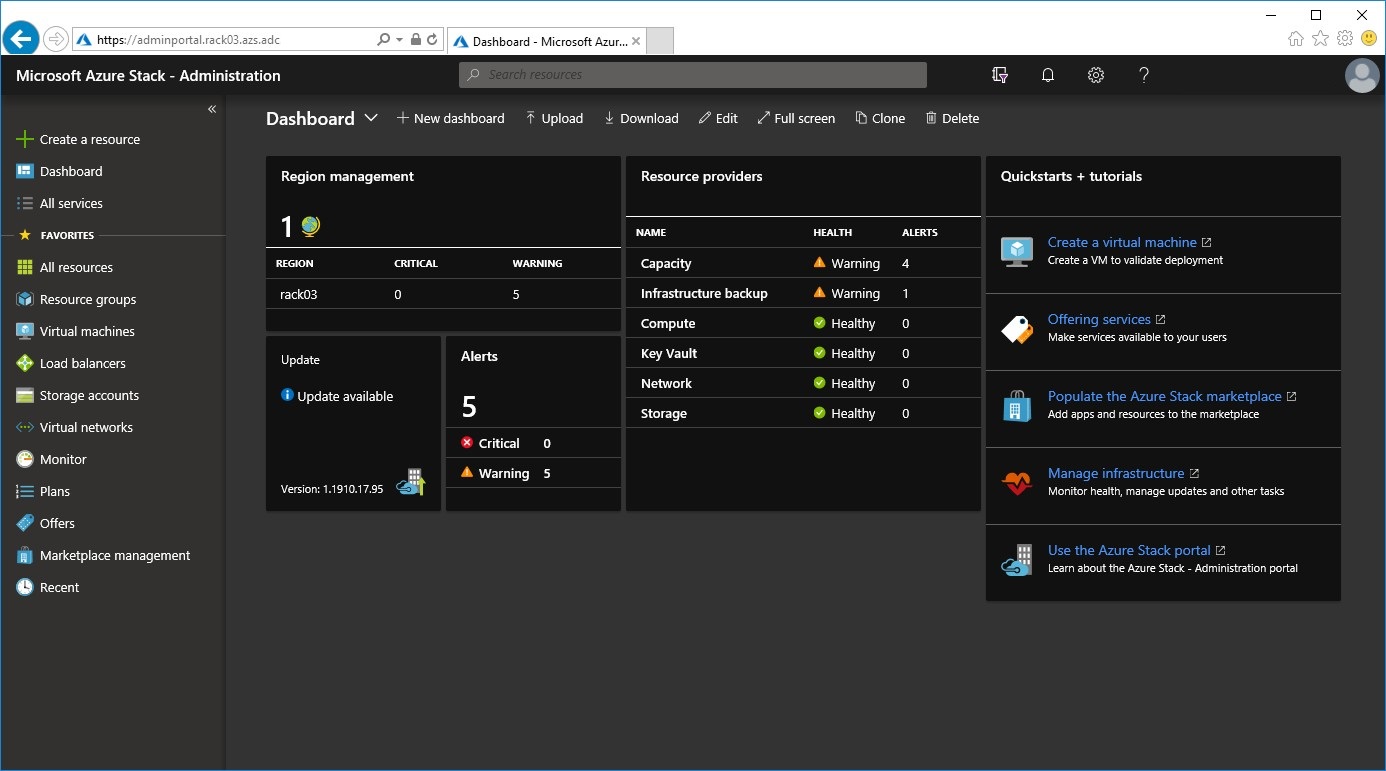 https://adminportal.rack03.azs.adc
Dashboard - Microsoft Azur...
Microsoft Azure Stack - Administration
Search resources
Create a resource
Dashboard
All services
FAVORITES
All resources
Resource groups
Virtual machines
Load balancers
Storage accounts
Virtual networks
Monitor
Plans
Offers
Marketplace management
Recent
Dashboard New dashboard Upload Download Edit Full screen Clone Delete
Region management
1
REGION CRITICAL WARNING
rack03 0 5
Update
Update available
Version: 1.1910.17.95
Alerts
5
Critical 0
Warning 5
Resource providers
NAME HEALTH ALERTS
Capacity Warning 4
Infrastructure backup Warning 1
Compute Healthy 0
Key Vault Healthy 0
Network Healthy 0
Storage Healthy 0
Quickstarts + tutorials
Create a virtual machine
Create a VM to validate deployment
Offering services
Make services available to your users
Populate the Azure Stack marketplace
Add apps and resources to the marketplace
Manage infrastructure
Monitor health, manage updates and other tasks
Use the Azure Stack portal
Learn about the Azure Stack - Administration portal